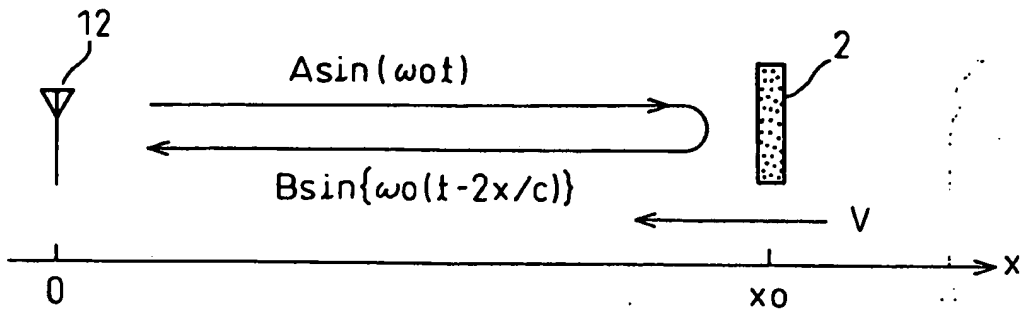 12
2
Asin(ωot)
Bsin{ωo(t-2x/c)}
V
x
0
xo